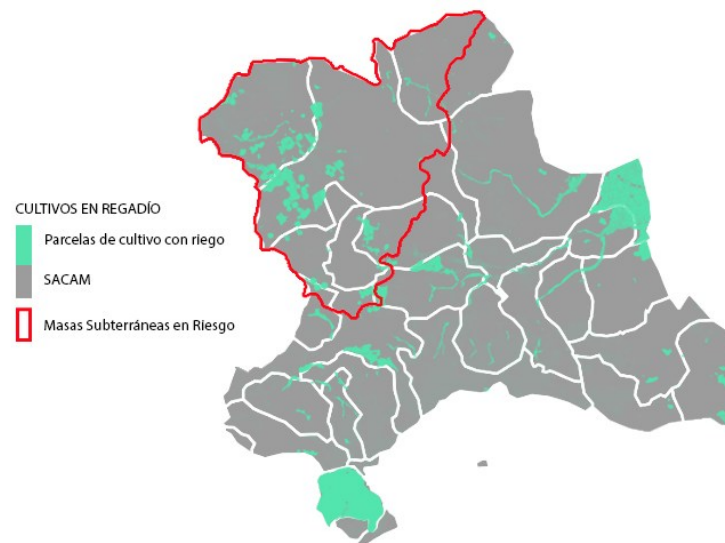 CULTIVOS EN REGADÍO
Parcelas de cultivo con riego
SACAM
Masas Subterráneas en Riesgo